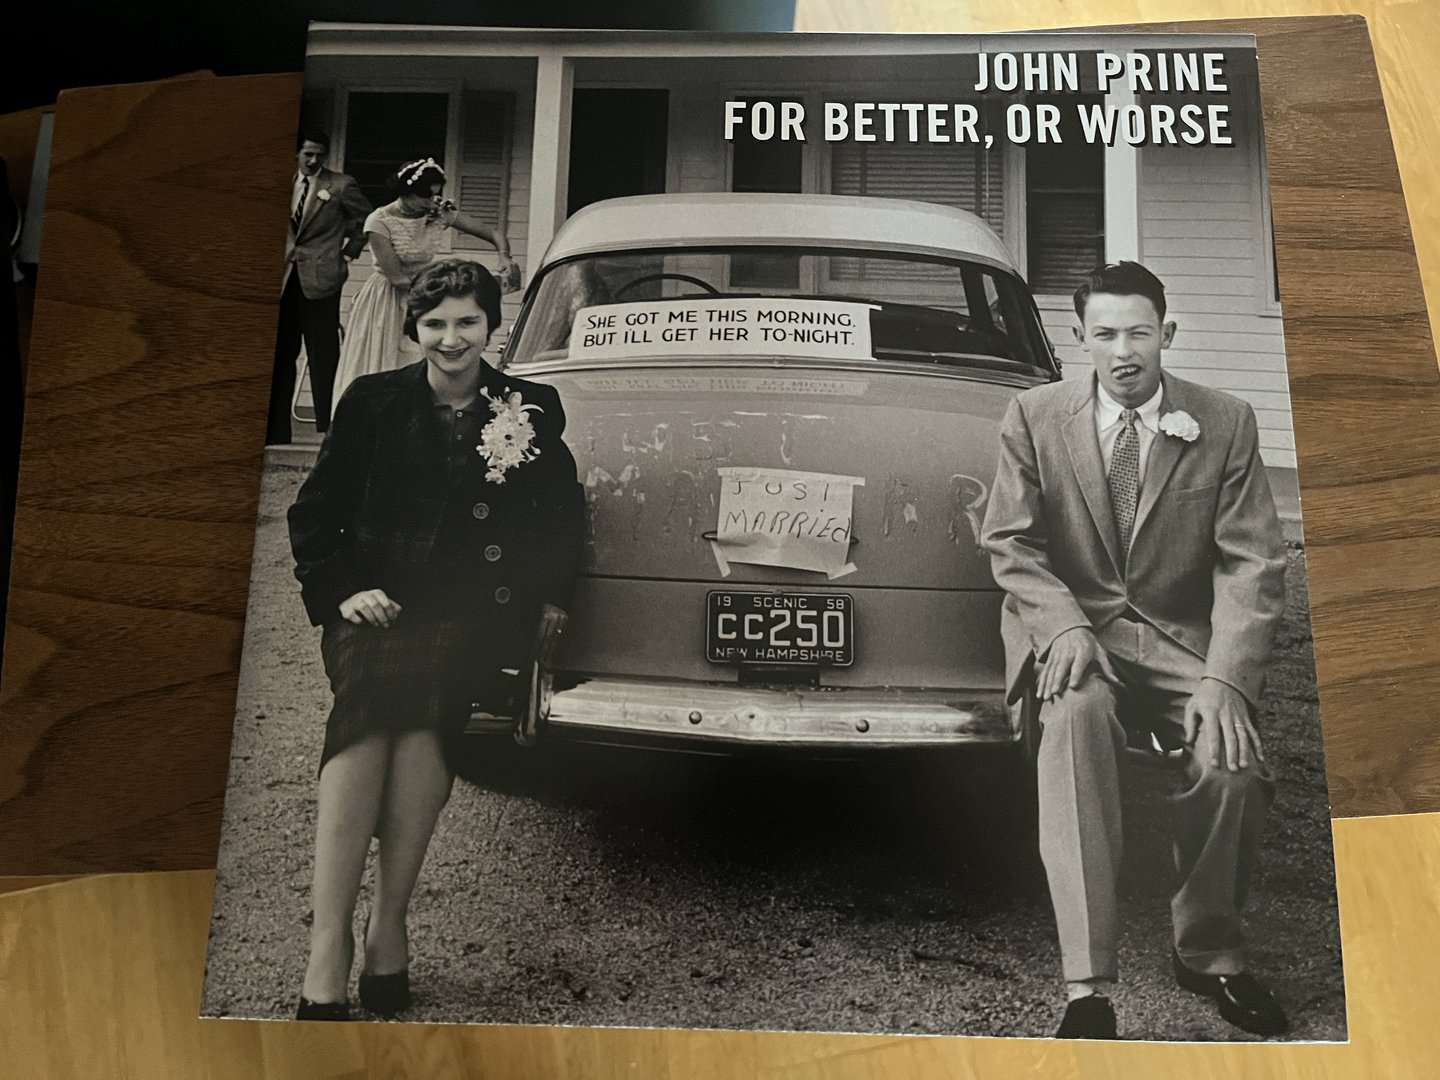 JOHN PRINE
FOR BETTER, OR WORSE
SHE GOT ME THIS MORNING,
BUT I'LL GET HER TO-NIGHT.
JUST
MARRIED
19 SCENIC 58
CC250
NEW HAMPSHIRE